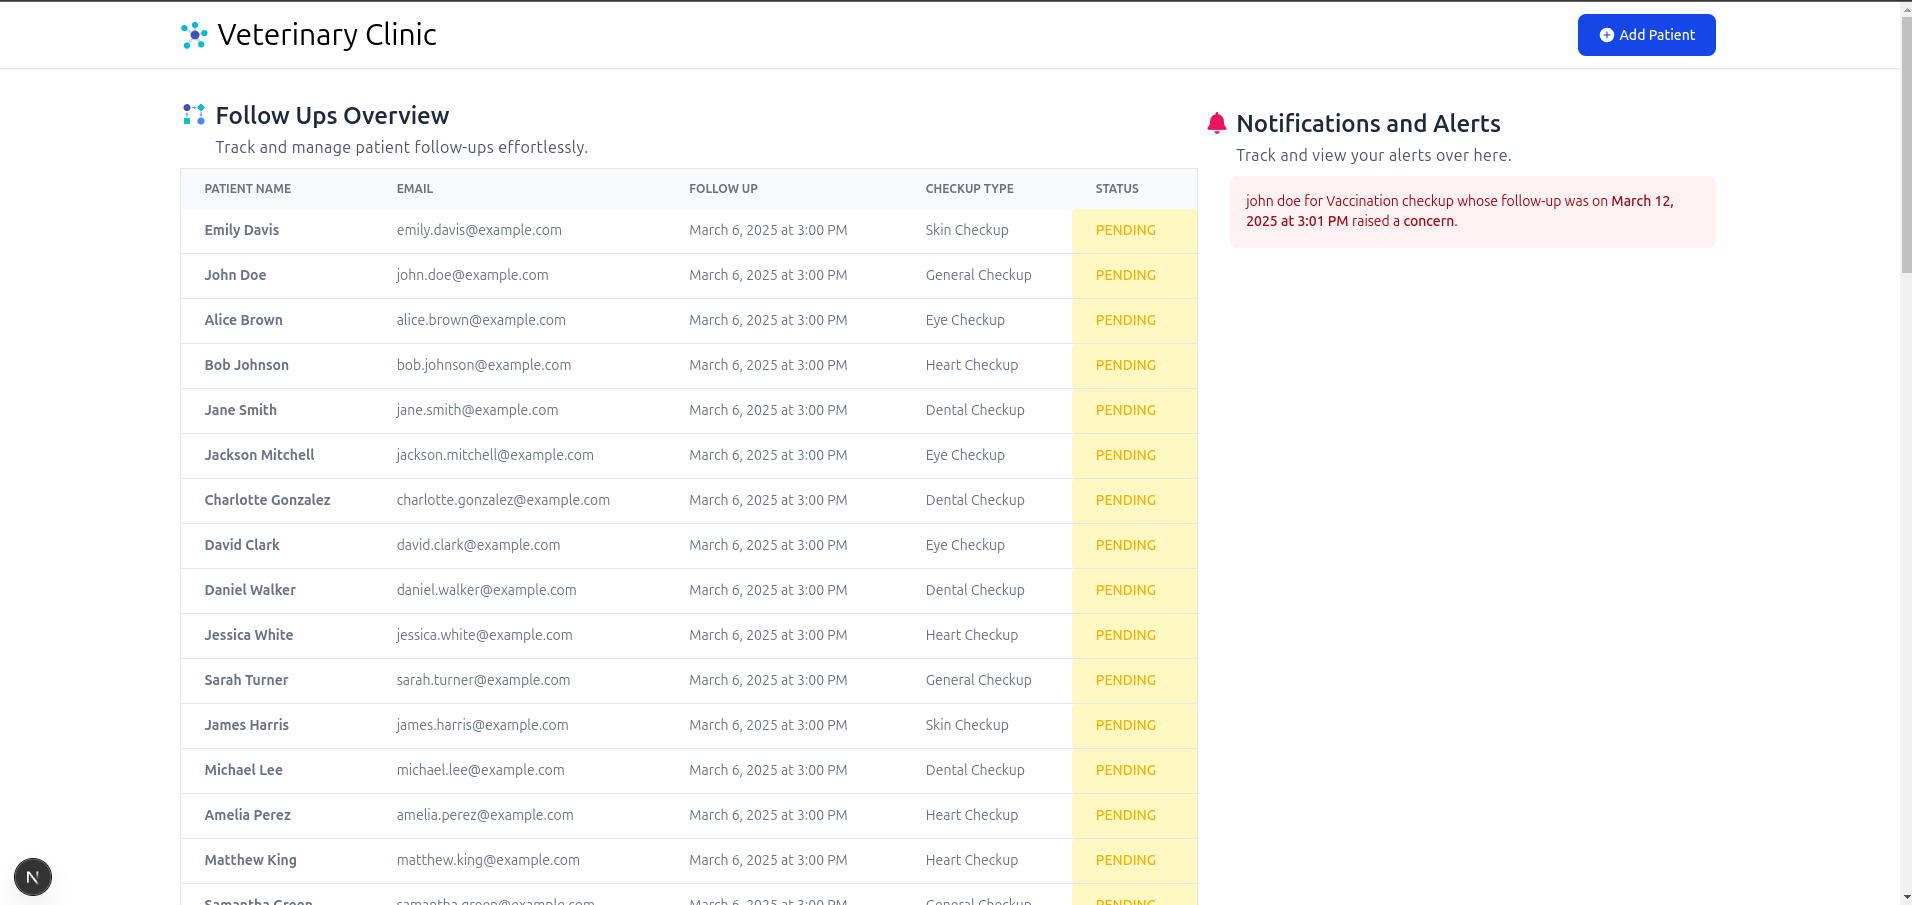 Veterinary Clinic
Add Patient
Follow Ups Overview
Track and manage patient follow-ups effortlessly.
PATIENT NAME EMAIL FOLLOW UP CHECKUP TYPE STATUS
Emily Davis emily.davis@example.com March 6, 2025 at 3:00 PM Skin Checkup PENDING
John Doe john.doe@example.com March 6, 2025 at 3:00 PM General Checkup PENDING
Alice Brown alice.brown@example.com March 6, 2025 at 3:00 PM Eye Checkup PENDING
Bob Johnson bob.johnson@example.com March 6, 2025 at 3:00 PM Heart Checkup PENDING
Jane Smith jane.smith@example.com March 6, 2025 at 3:00 PM Dental Checkup PENDING
Jackson Mitchell jackson.mitchell@example.com March 6, 2025 at 3:00 PM Eye Checkup PENDING
Charlotte Gonzalez charlotte.gonzalez@example.com March 6, 2025 at 3:00 PM Dental Checkup PENDING
David Clark david.clark@example.com March 6, 2025 at 3:00 PM Eye Checkup PENDING
Daniel Walker daniel.walker@example.com March 6, 2025 at 3:00 PM Dental Checkup PENDING
Jessica White jessica.white@example.com March 6, 2025 at 3:00 PM Heart Checkup PENDING
Sarah Turner sarah.turner@example.com March 6, 2025 at 3:00 PM General Checkup PENDING
James Harris james.harris@example.com March 6, 2025 at 3:00 PM Skin Checkup PENDING
Michael Lee michael.lee@example.com March 6, 2025 at 3:00 PM Dental Checkup PENDING
Amelia Perez amelia.perez@example.com March 6, 2025 at 3:00 PM Heart Checkup PENDING
Matthew King matthew.king@example.com March 6, 2025 at 3:00 PM Heart Checkup PENDING
Samantha Green samantha.green@example.com March 6, 2025 at 3:00 PM General Checkup PENDING
Notifications and Alerts
Track and view your alerts over here.
john doe for Vaccination checkup whose follow-up was on March 12,
2025 at 3:01 PM raised a concern.
N